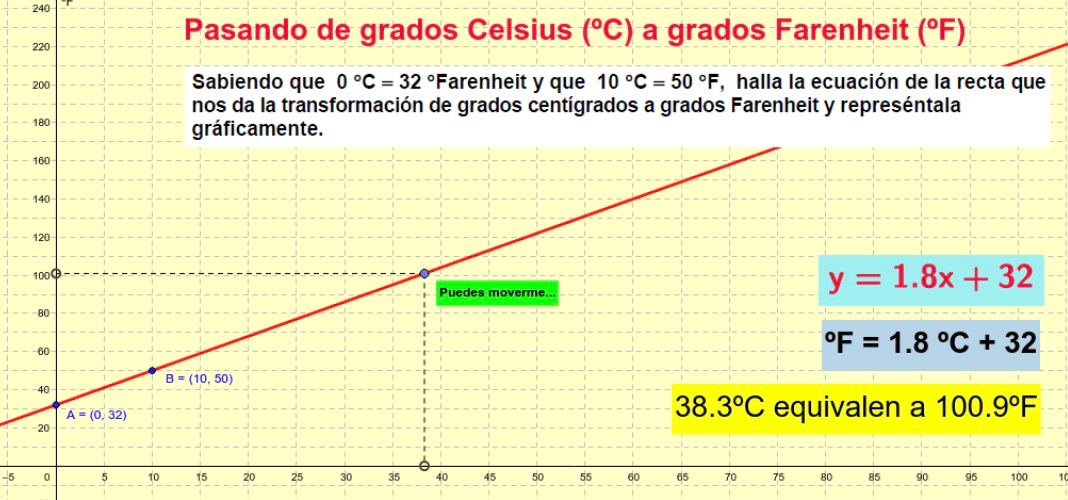 ºF
Pasando de grados Celsius (ºC) a grados Farenheit (ºF)
Sabiendo que 0 °C = 32 °Farenheit y que 10 °C = 50 °F, halla la ecuación de la recta que
nos da la transformación de grados centígrados a grados Farenheit y represéntala
gráficamente.
240
220
200
180
160
140
120
100
80
60
40
20
Puedes moverme...
y = 1.8x + 32
ºF = 1.8 ºC + 32
38.3ºC equivalen a 100.9ºF
B = (10, 50)
A = (0, 32)
−5 0 5 10 15 20 25 30 35 40 45 50 55 60 65 70 75 80 85 90 95 100